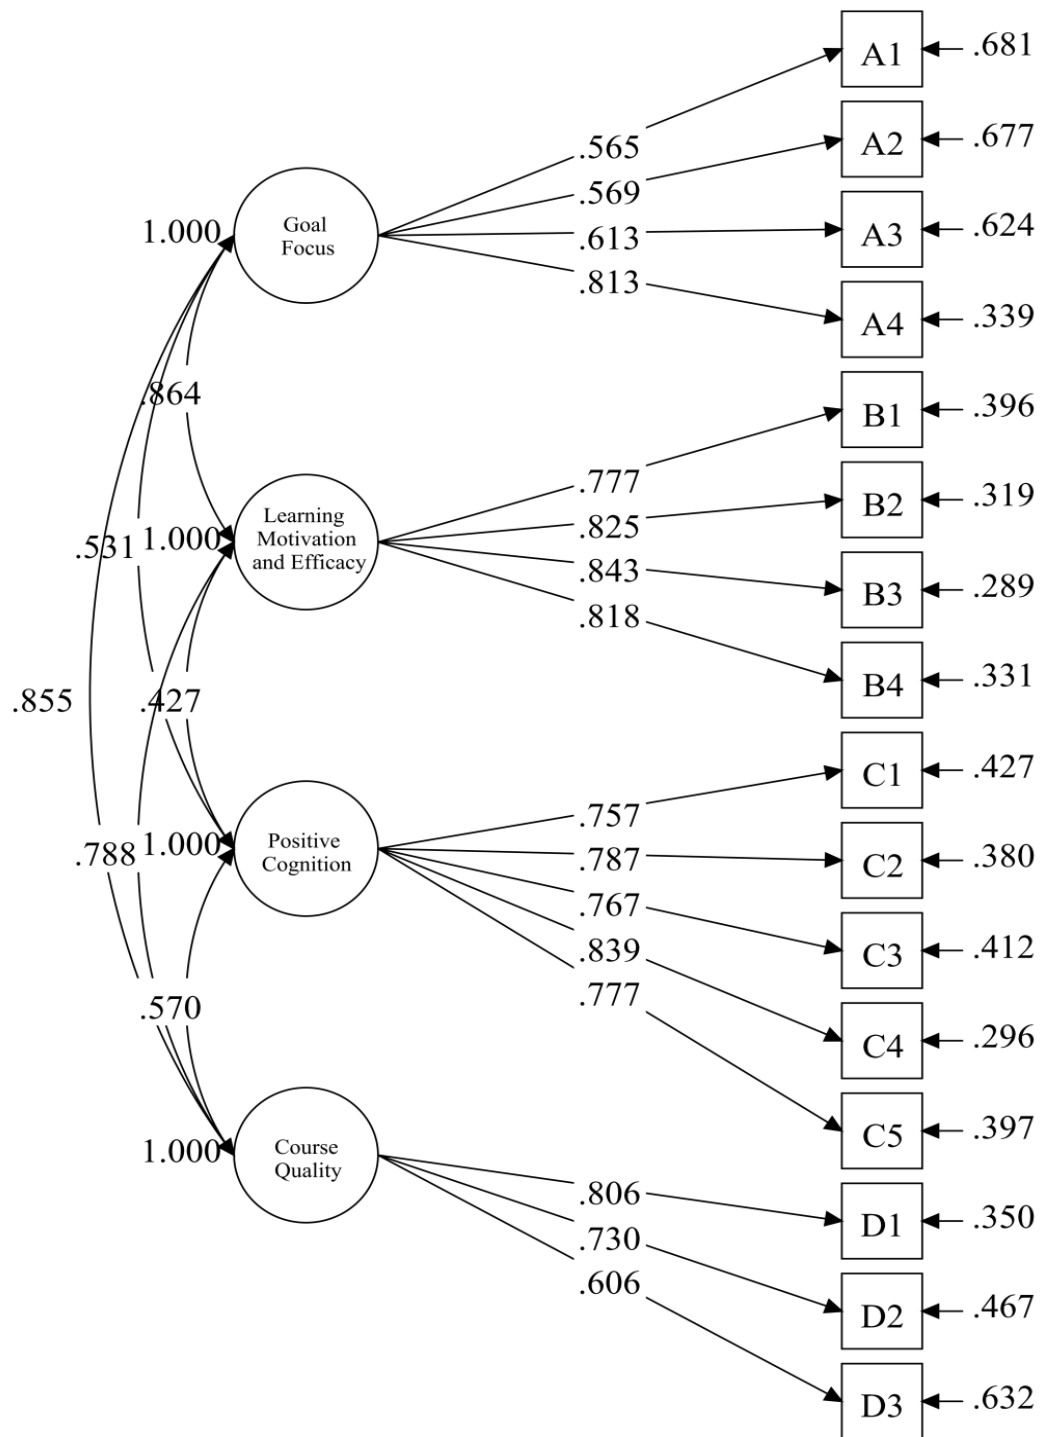 A1
.681
.565
A2
.677
.569
Goal
Focus
1.000
A3
.624
.613
.813
A4
.339
.864
B1
.396
.777
B2
.319
.825
Learning
Motivation
and Efficacy
1.000
.531
B3
.289
.843
.818
B4
.331
.855
.427
C1
.427
.757
Positive
Cognition
1.000
.788
C2
.380
.787
.767
C3
.412
.839
.777
C4
.296
.570
C5
.397
Course
Quality
1.000
.806
D1
.350
.730
.606
D2
.467
D3
.632